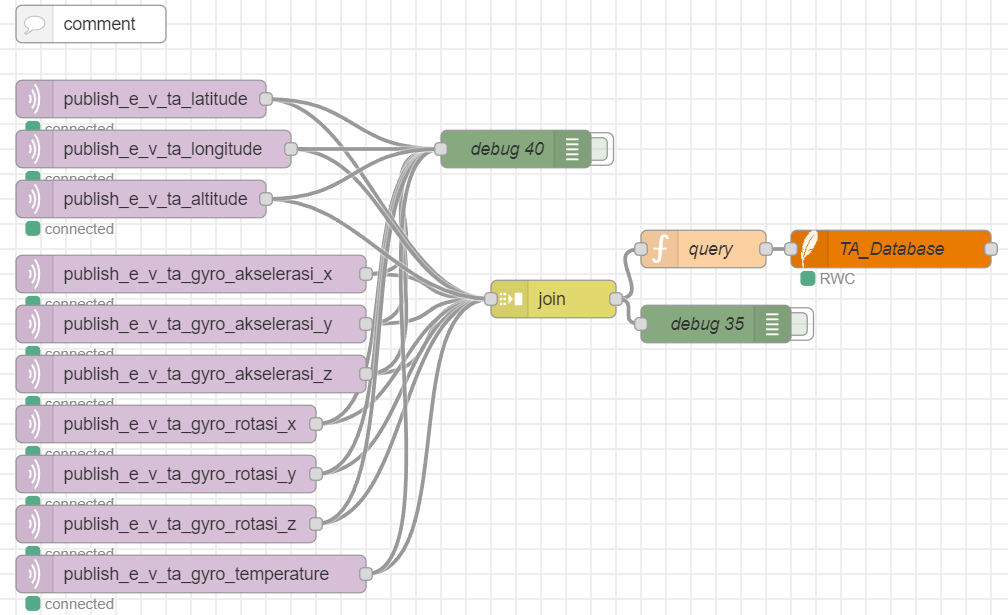 comment
publish_e_v_ta_latitude
connected
publish_e_v_ta_longitude
connected
publish_e_v_ta_altitude
connected
publish_e_v_ta_gyro_akselerasi_x
connected
publish_e_v_ta_gyro_akselerasi_y
connected
publish_e_v_ta_gyro_akselerasi_z
connected
publish_e_v_ta_gyro_rotasi_x
connected
publish_e_v_ta_gyro_rotasi_y
connected
publish_e_v_ta_gyro_rotasi_z
connected
publish_e_v_ta_gyro_temperature
connected
debug 40
join
query
TA_Database
RWC
debug 35